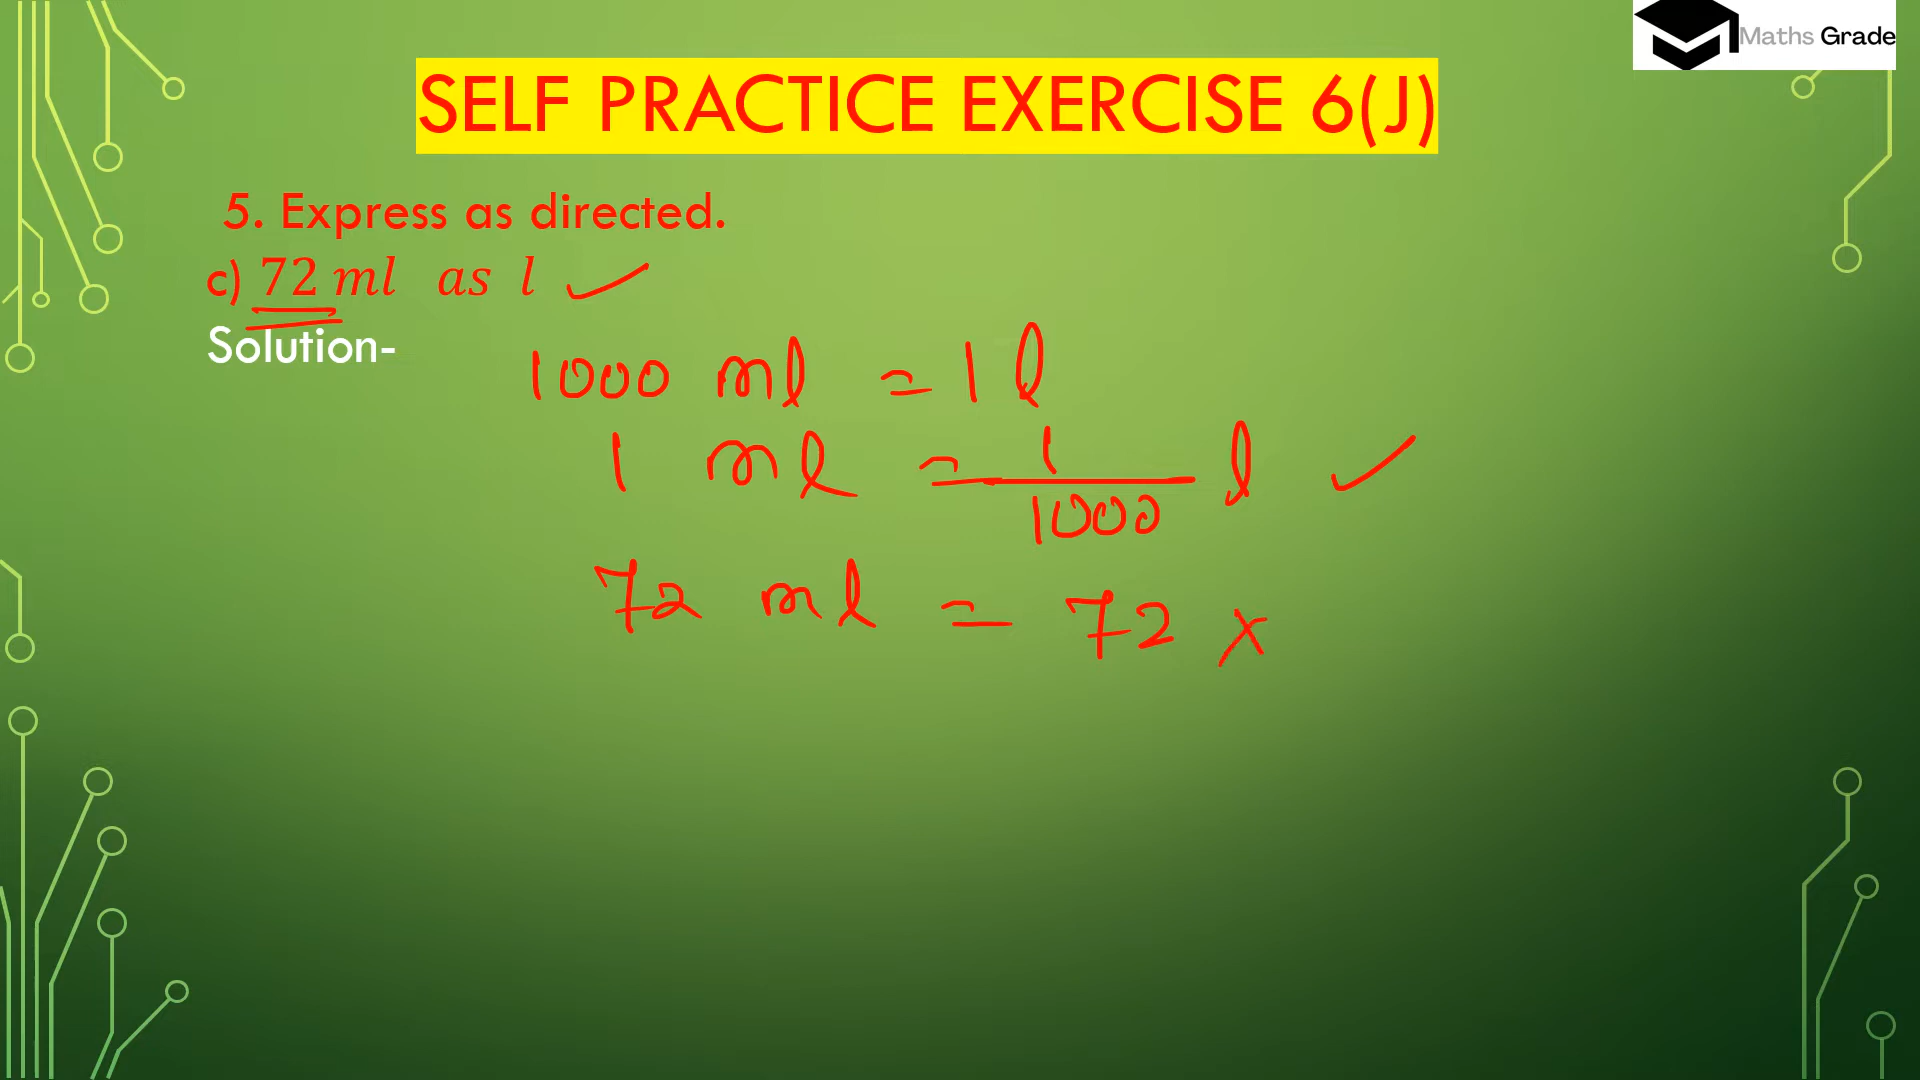 Maths Grade
SELF PRACTICE EXERCISE 6(J)
5. Express as directed.
c) 72 ml as l
Solution-
1000 ml = 1 l
1 ml = 1/1000 l
72 ml = 72 ×